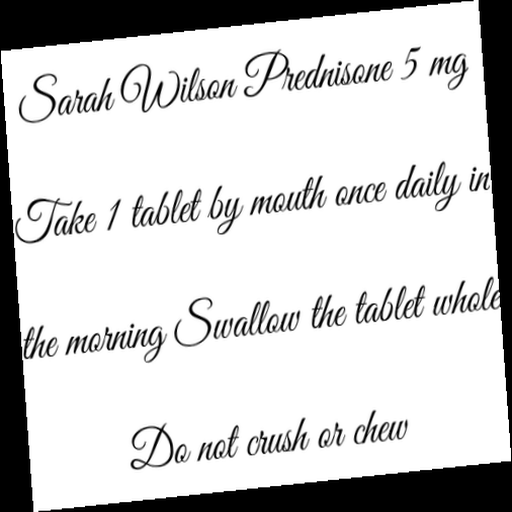 Sarah Wilson Prednisone 5 mg
Take 1 tablet by mouth once daily in
the morning Swallow the tablet whole
Do not crush or chew